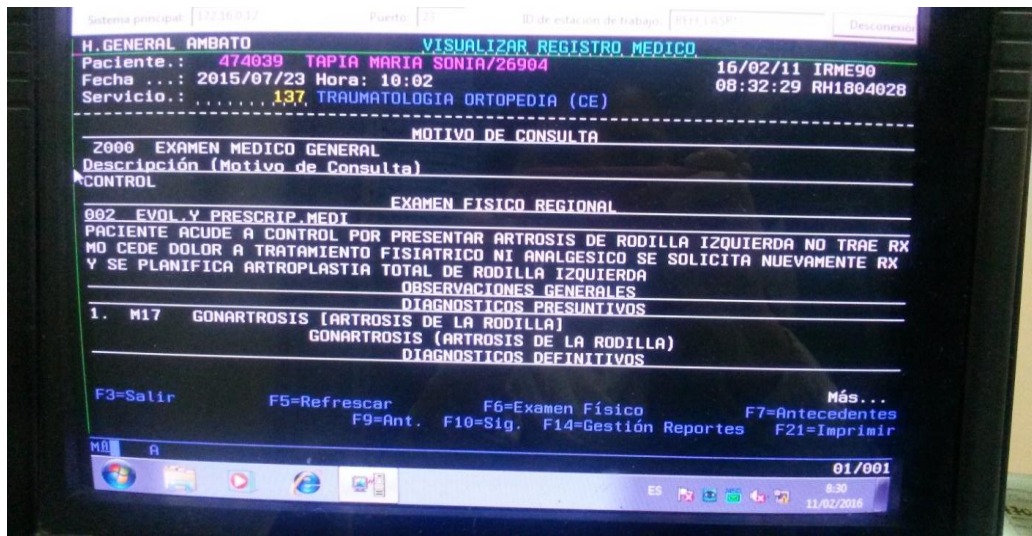 Sistema principal: 172.16.0.12 Puerto: 23 ID de estación de trabajo: Desconexión
H.GENERAL AMBATO VISUALIZAR REGISTRO MEDICO
Paciente.: 474039 TAPIA MARIA SONIA/26904 16/02/11 IRME90
Fecha ...: 2015/07/23 Hora: 10:02 08:32:29 RH1804028
Servicio.: .......137. TRAUMATOLOGIA ORTOPEDIA (CE)
MOTIVO DE CONSULTA
Z000 EXAMEN MEDICO GENERAL
Descripción (Motivo de Consulta)
CONTROL
EXAMEN FISICO REGIONAL
002 EVOL.Y PRESCRIP.MEDI
PACIENTE ACUDE A CONTROL POR PRESENTAR ARTROSIS DE RODILLA IZQUIERDA NO TRAE RX
MO CEDE DOLOR A TRATAMIENTO FISIATRICO NI ANALGESICO SE SOLICITA NUEVAMENTE RX
Y SE PLANIFICA ARTROPLASTIA TOTAL DE RODILLA IZQUIERDA
OBSERVACIONES GENERALES
DIAGNOSTICOS PRESUNTIVOS
1. M17 GONARTROSIS [ARTROSIS DE LA RODILLA]
GONARTROSIS (ARTROSIS DE LA RODILLA)
DIAGNOSTICOS DEFINITIVOS
Más...
F3=Salir F5=Refrescar F6=Examen Físico F7=Antecedentes
F9=Ant. F10=Sig. F14=Gestión Reportes F21=Imprimir
MA A
01/001
ES 8:30
11/02/2016